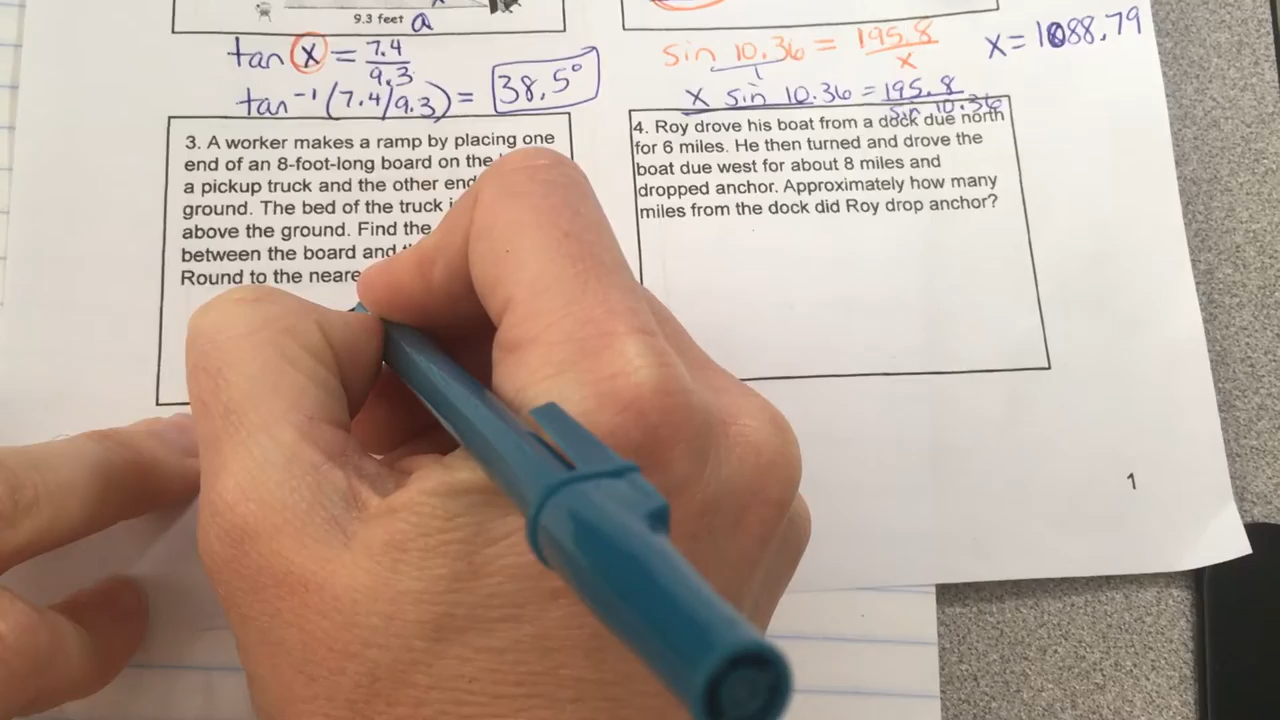 9.3 feet a
tan x = 7.4
9.3
tan⁻¹ (7.4/9.3) = 38.5°
sin 10.36 = 195.8
x
x sin 10.36 = 195.8
sin 10.36
x = 1088.79
3. A worker makes a ramp by placing one
end of an 8-foot-long board on the
a pickup truck and the other end
ground. The bed of the truck
above the ground. Find the
between the board and
Round to the neare
4. Roy drove his boat from a dock due north
for 6 miles. He then turned and drove the
boat due west for about 8 miles and
dropped anchor. Approximately how many
miles from the dock did Roy drop anchor?
1